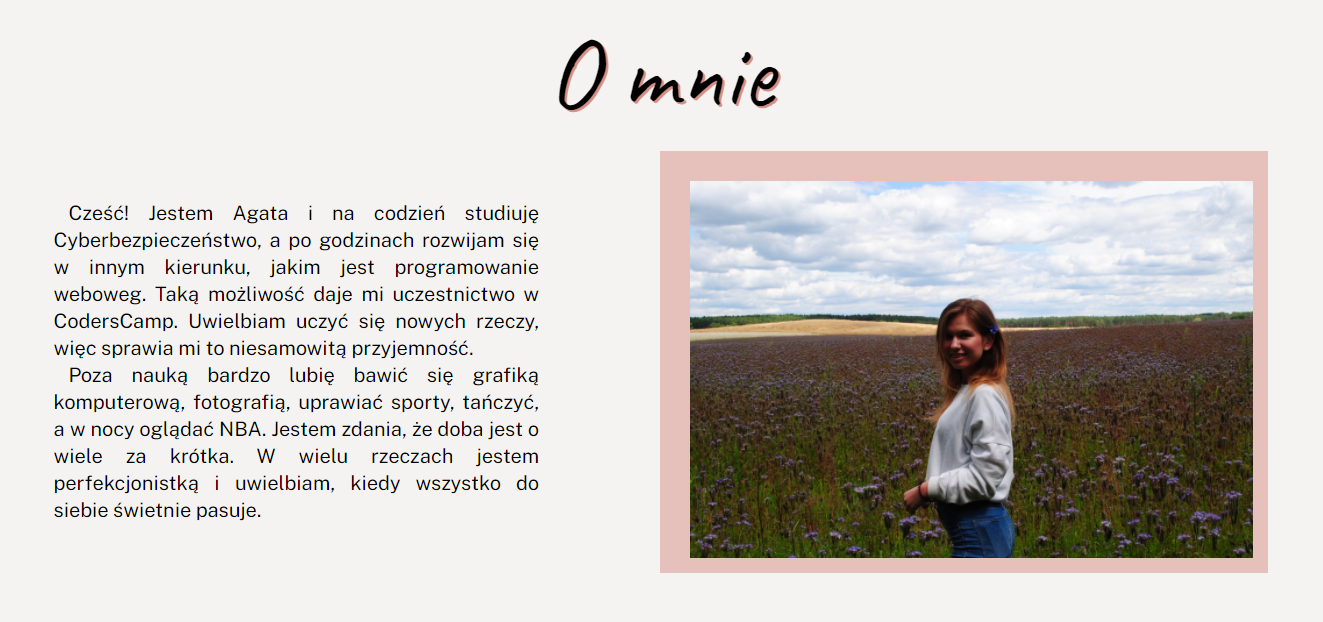 O mnie
Cześć! Jestem Agata i na codzień studiuję
Cyberbezpieczeństwo, a po godzinach rozwijam się
w innym kierunku, jakim jest programowanie
weboweg. Taką możliwość daje mi uczestnictwo w
CodersCamp. Uwielbiam uczyć się nowych rzeczy,
więc sprawia mi to niesamowitą przyjemność.
Poza nauką bardzo lubię bawić się grafiką
komputerową, fotografią, uprawiać sporty, tańczyć,
a w nocy oglądać NBA. Jestem zdania, że doba jest o
wiele za krótka. W wielu rzeczach jestem
perfekcjonistką i uwielbiam, kiedy wszystko do
siebie świetnie pasuje.